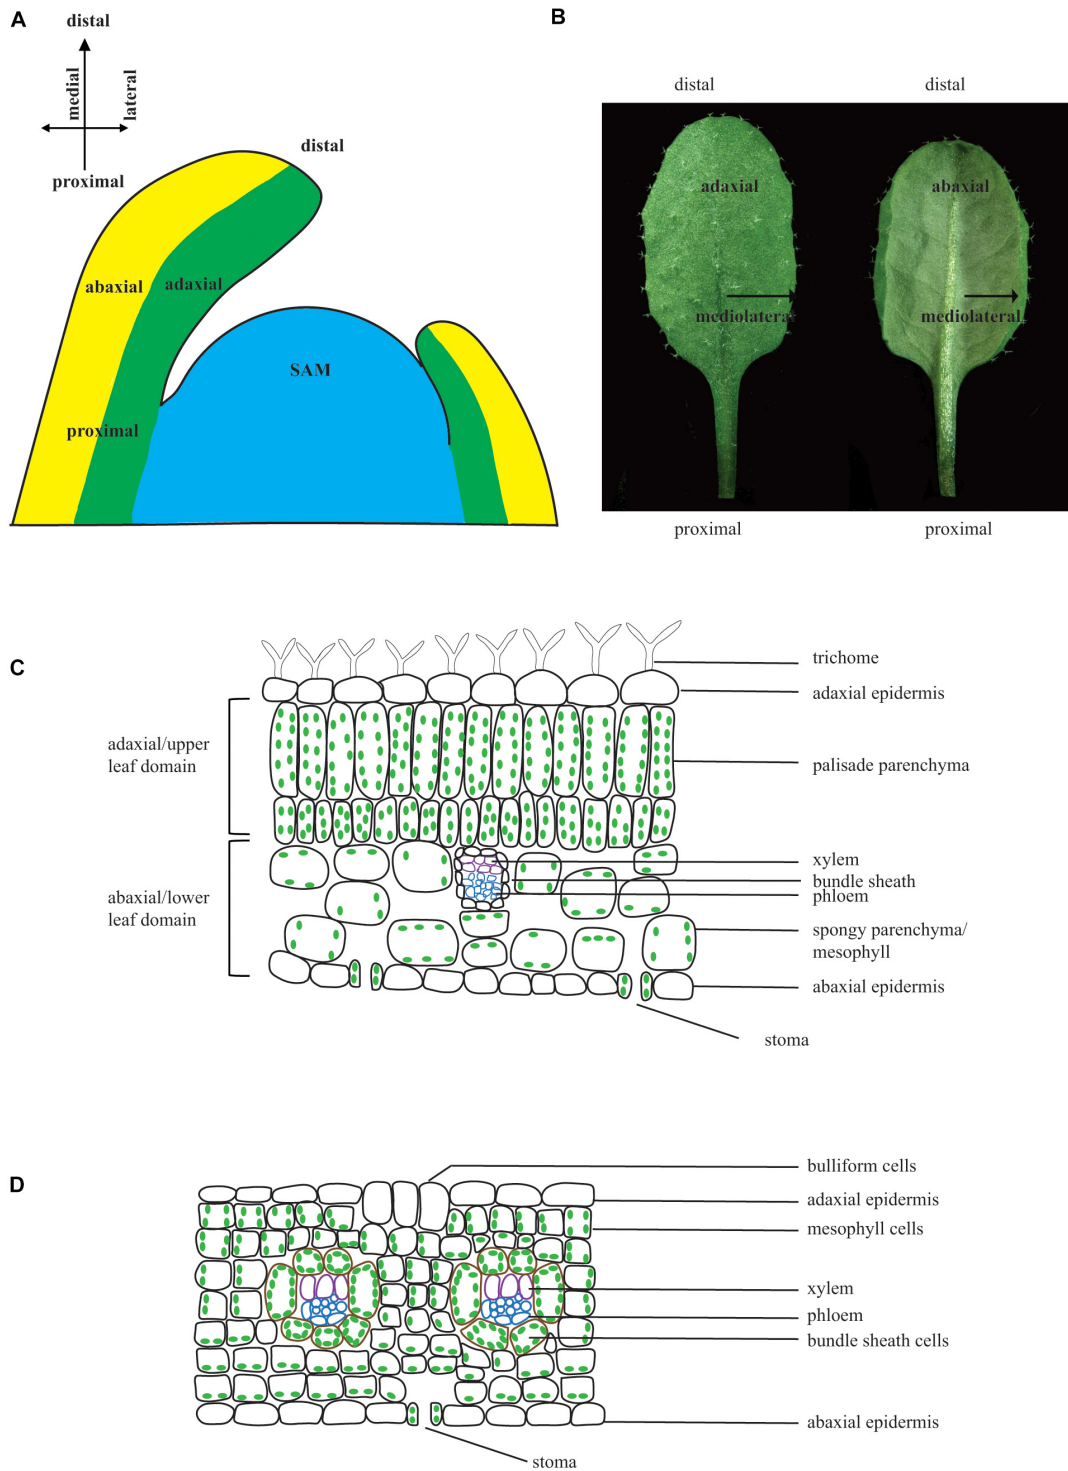 A
distal
medial
lateral
proximal
distal
abaxial
adaxial
SAM
proximal
B
distal
distal
adaxial
abaxial
mediolateral
mediolateral
proximal
proximal
C
trichome
adaxial epidermis
adaxial/upper
leaf domain
palisade parenchyma
xylem
bundle sheath
phloem
abaxial/lower
leaf domain
spongy parenchyma/
mesophyll
abaxial epidermis
stoma
D
bulliform cells
adaxial epidermis
mesophyll cells
xylem
phloem
bundle sheath cells
abaxial epidermis
stoma